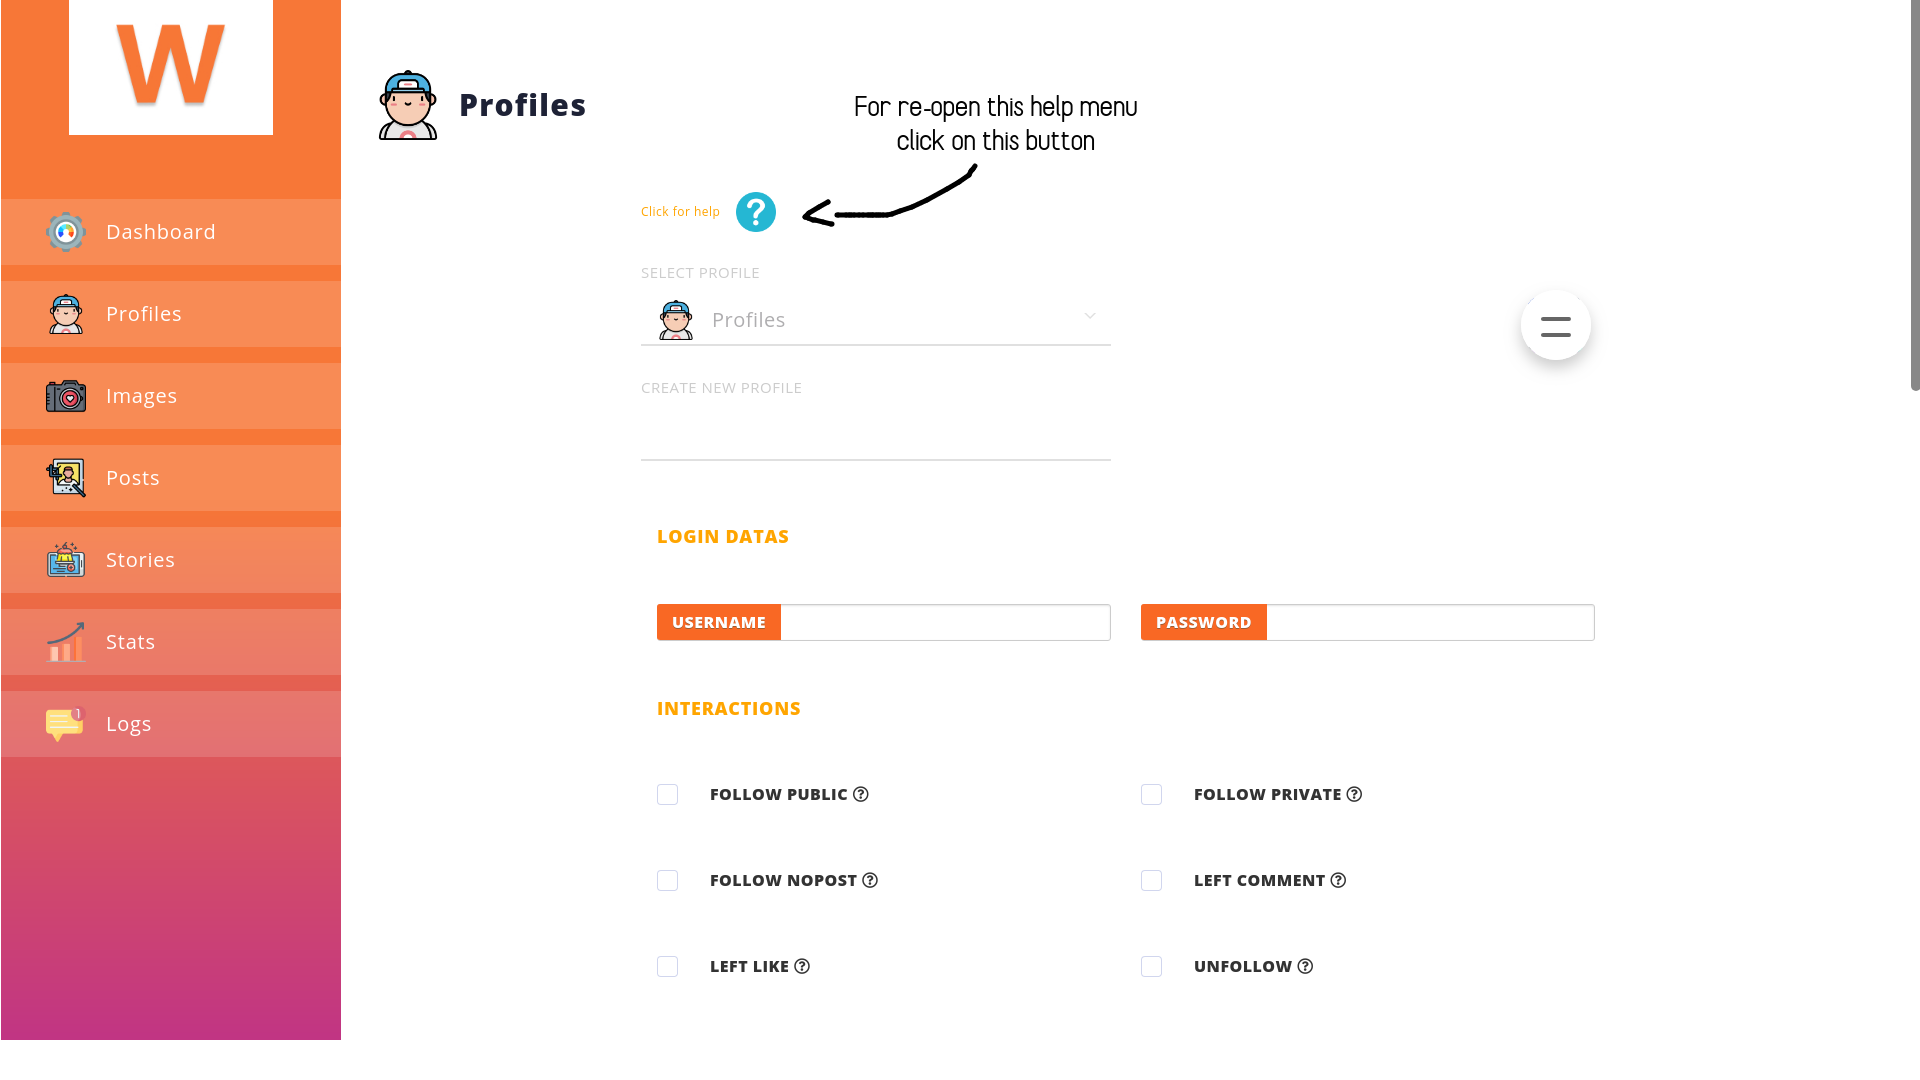 W
Profiles
For re-open this help menu
click on this button
Click for help ?
Dashboard
Profiles
Images
Posts
Stories
Stats
1
Logs
SELECT PROFILE
Profiles
CREATE NEW PROFILE
LOGIN DATAS
USERNAME
PASSWORD
INTERACTIONS
FOLLOW PUBLIC ?
FOLLOW PRIVATE ?
FOLLOW NOPOST ?
LEFT COMMENT ?
LEFT LIKE ?
UNFOLLOW ?